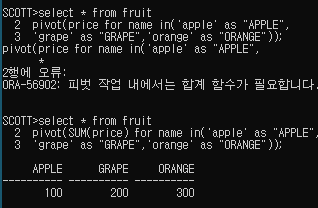 SCOTT>select * from fruit
2 pivot(price for name in('apple' as "APPLE",
3 'grape' as "GRAPE",'orange' as "ORANGE"));
pivot(price for name in('apple' as "APPLE",
*
2행에 오류:
ORA-56902: 피벗 작업 내에서는 합계 함수가 필요합니다.
SCOTT>select * from fruit
2 pivot(SUM(price) for name in('apple' as "APPLE",
3 'grape' as "GRAPE",'orange' as "ORANGE"));
APPLE GRAPE ORANGE
---------- ---------- ----------
100 200 300